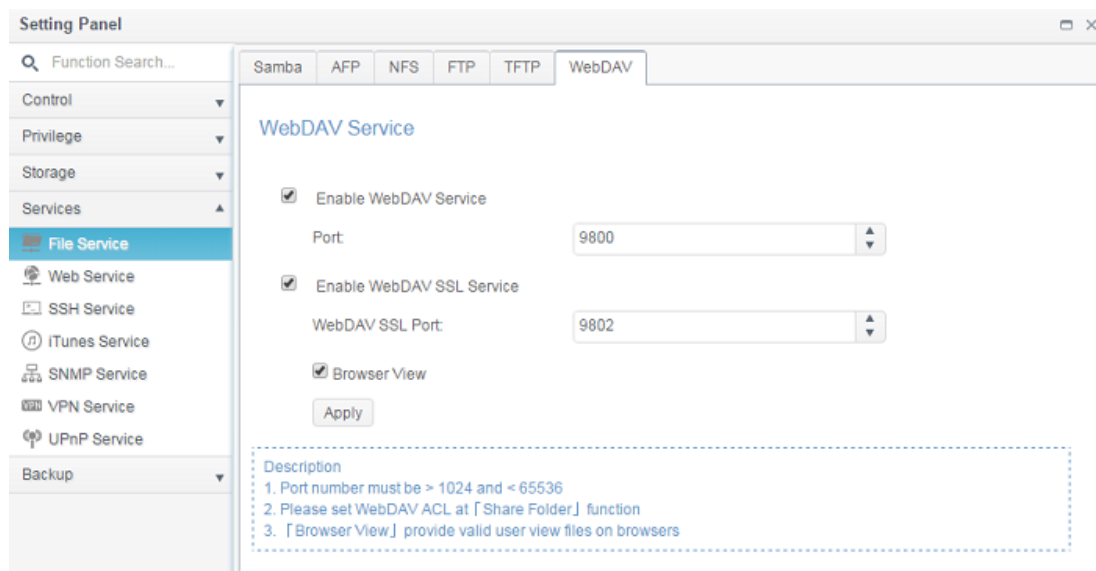 Setting Panel
Function Search...
Control
Privilege
Storage
Services
File Service
Web Service
SSH Service
iTunes Service
SNMP Service
VPN Service
UPnP Service
Backup
Samba AFP NFS FTP TFTP WebDAV
WebDAV Service
Enable WebDAV Service
Port: 9800
Enable WebDAV SSL Service
WebDAV SSL Port: 9802
Browser View
Apply
Description
1. Port number must be > 1024 and < 65536
2. Please set WebDAV ACL at「Share Folder」function
3.「Browser View」provide valid user view files on browsers